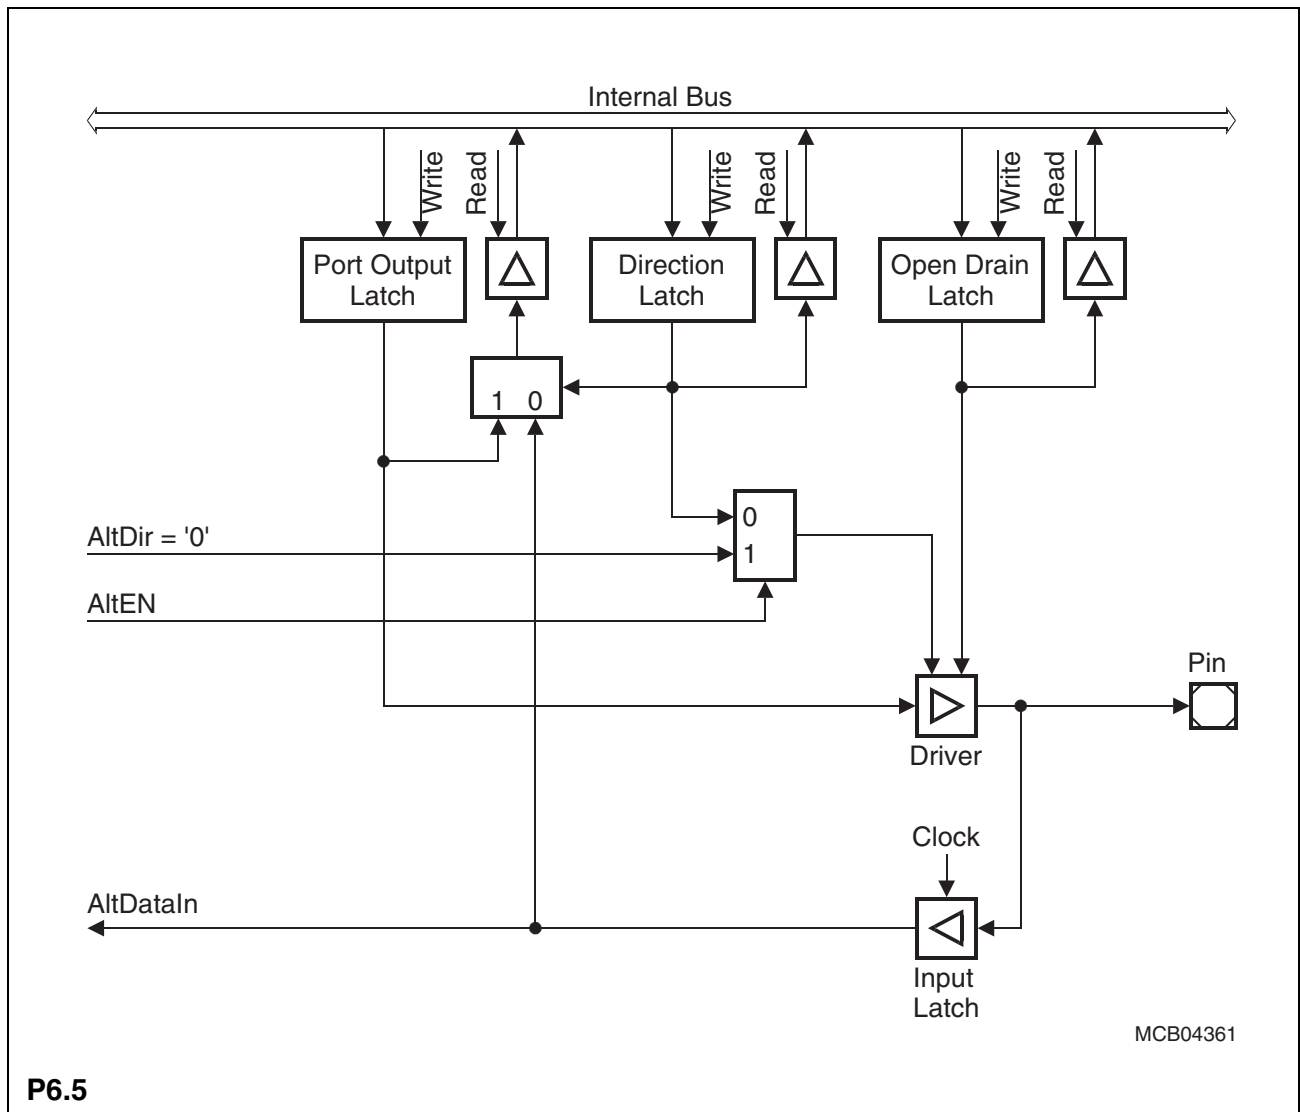 Internal Bus
Write
Read
Write
Read
Write
Read
Port Output
Latch
Direction
Latch
Open Drain
Latch
1 0
AltDir = '0'
0
1
AltEN
Pin
Driver
Clock
AltDataIn
Input
Latch
MCB04361
P6.5